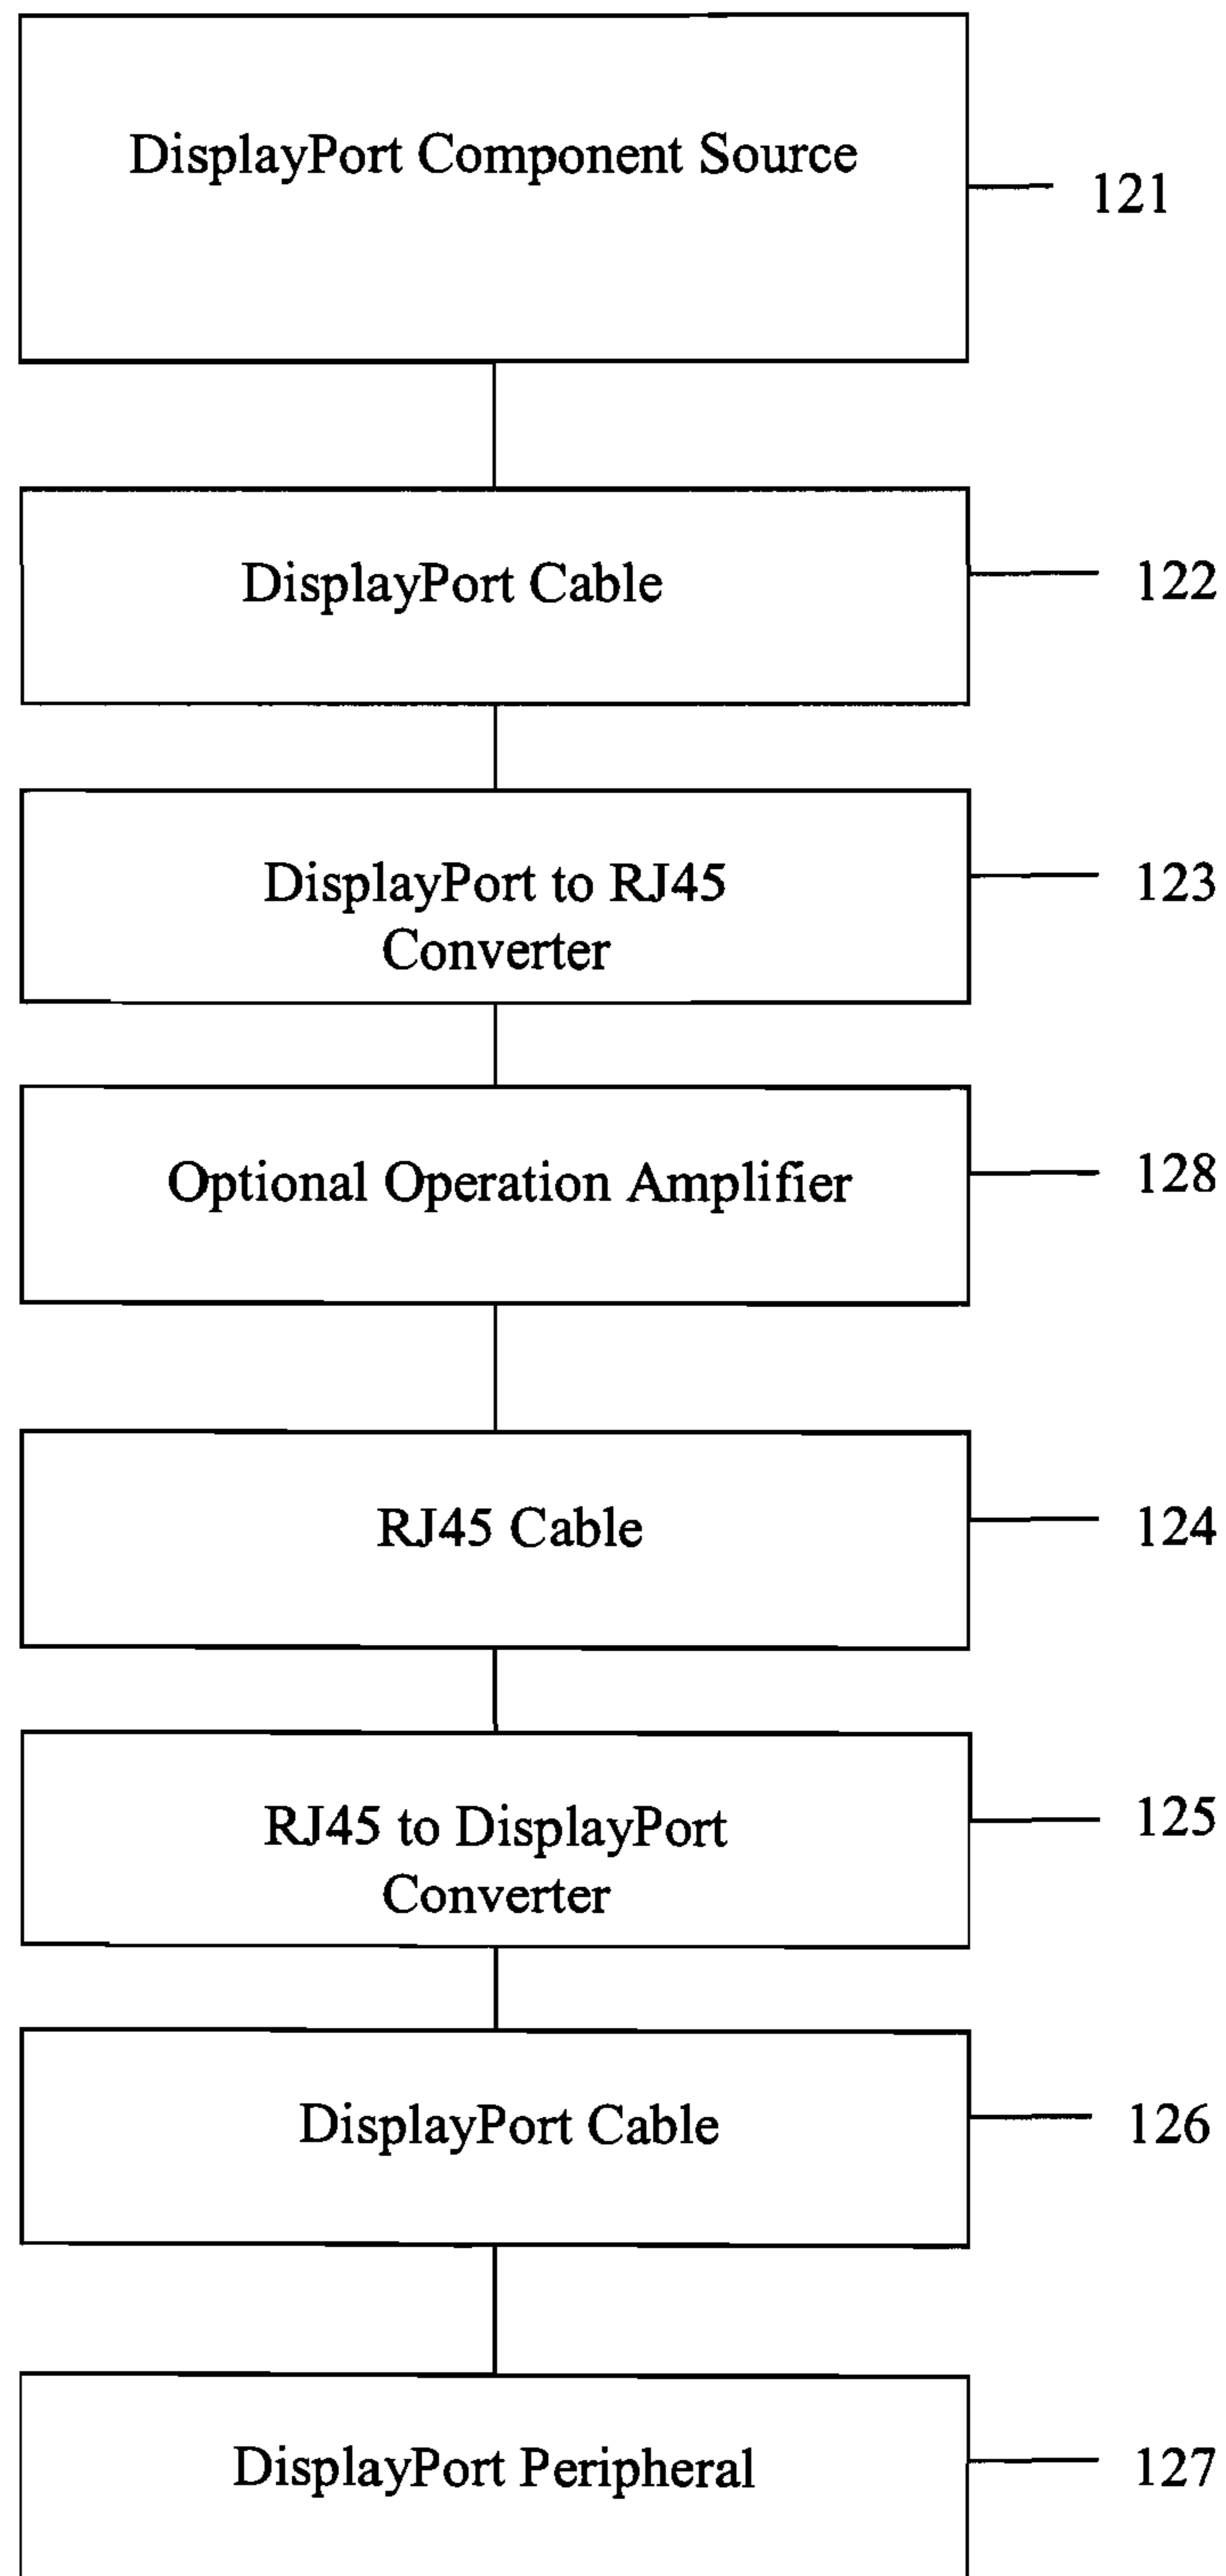 DisplayPort Component Source
121
DisplayPort Cable
122
DisplayPort to RJ45
Converter
123
Optional Operation Amplifier
128
RJ45 Cable
124
RJ45 to DisplayPort
Converter
125
DisplayPort Cable
126
DisplayPort Peripheral
127